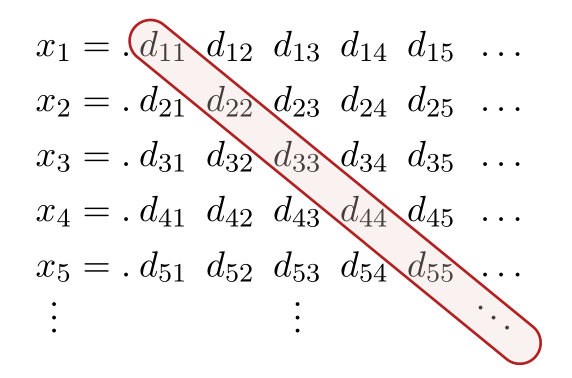 x₁ = . d₁₁ d₁₂ d₁₃ d₁₄ d₁₅ …
x₂ = . d₂₁ d₂₂ d₂₃ d₂₄ d₂₅ …
x₃ = . d₃₁ d₃₂ d₃₃ d₃₄ d₃₅ …
x₄ = . d₄₁ d₄₂ d₄₃ d₄₄ d₄₅ …
x₅ = . d₅₁ d₅₂ d₅₃ d₅₄ d₅₅ …
⋮ ⋮ ⋱